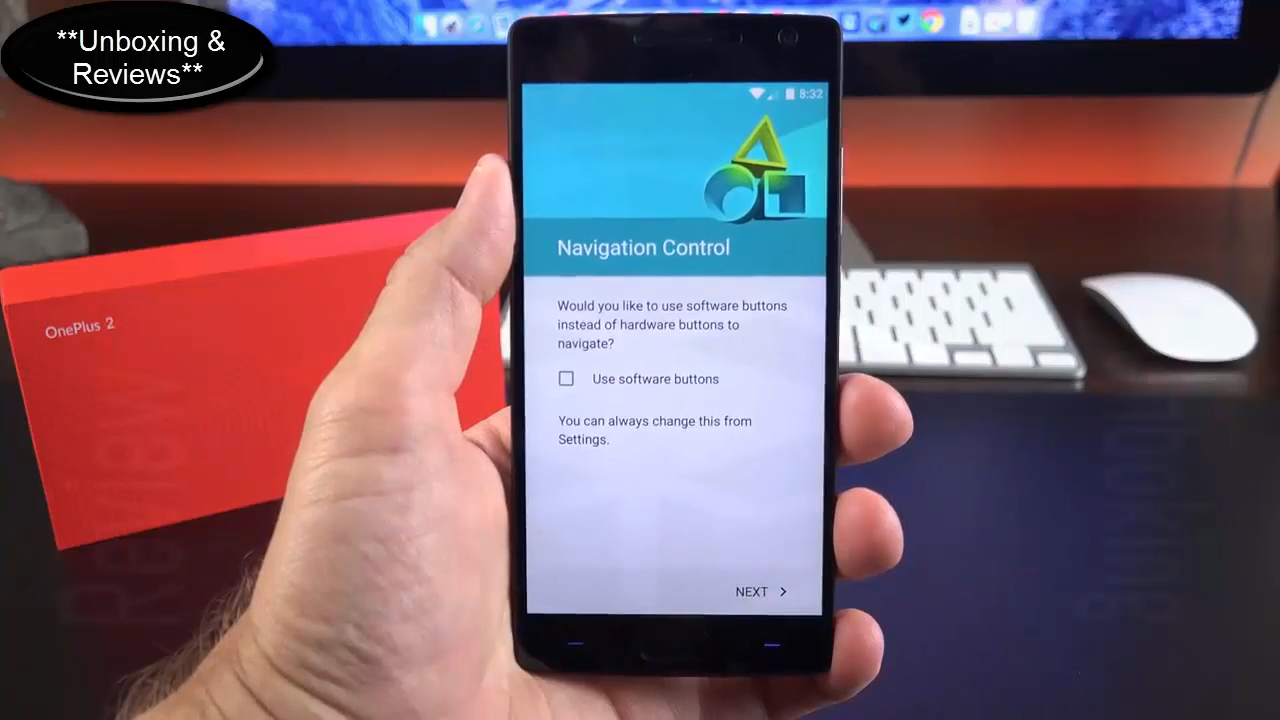 **Unboxing &
Reviews**
8:32
Navigation Control
Would you like to use software buttons
instead of hardware buttons to
navigate?
Use software buttons
You can always change this from
Settings.
NEXT
OnePlus 2
Review